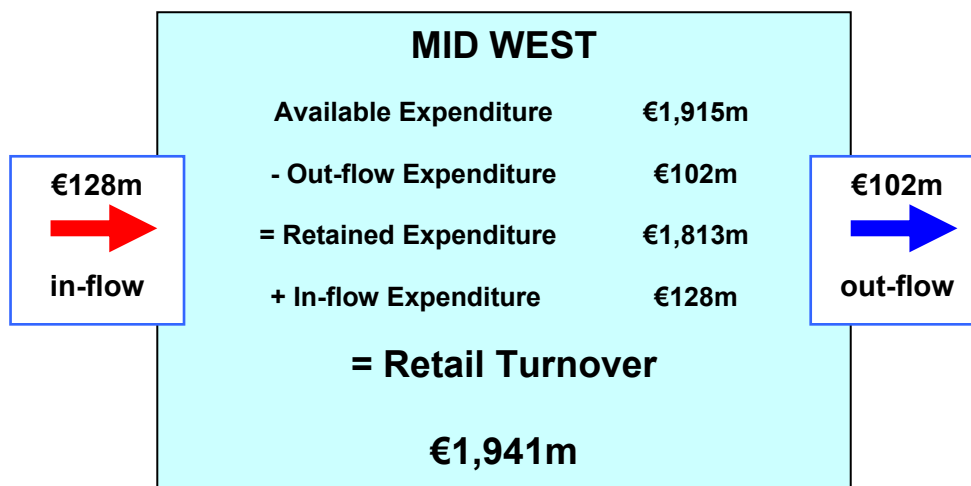 MID WEST
Available Expenditure €1,915m
- Out-flow Expenditure €102m
= Retained Expenditure €1,813m
+ In-flow Expenditure €128m
= Retail Turnover
€1,941m
€128m
in-flow
€102m
out-flow